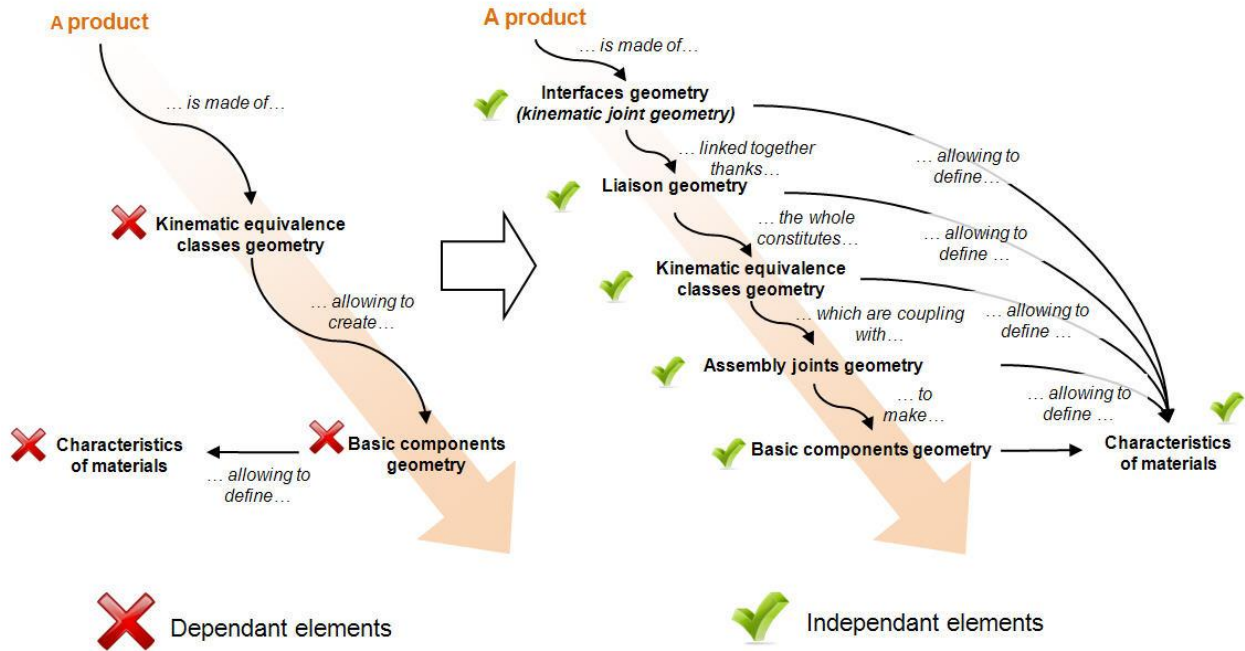 A product
… is made of…
Kinematic equivalence
classes geometry
… allowing to
create…
Basic components
geometry
… allowing to
define…
Characteristics
of materials
Dependant elements
A product
… is made of…
Interfaces geometry
(kinematic joint geometry)
… linked together
thanks…
Liaison geometry
… the whole
constitutes…
Kinematic equivalence
classes geometry
… which are coupling
with…
Assembly joints geometry
… to
make…
Basic components geometry
… allowing to
define…
… allowing to
define …
… allowing to
define …
… allowing to
define …
Characteristics
of materials
Independant elements